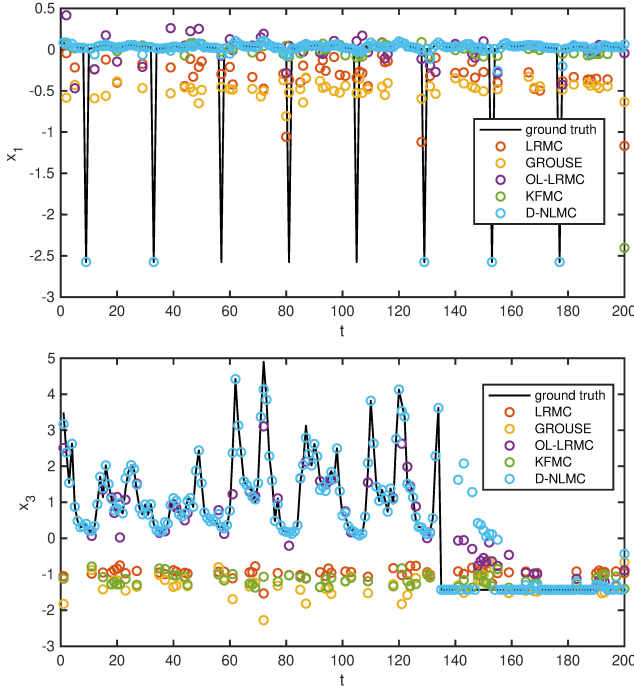 0.5
0
-0.5
-1
-1.5
-2
-2.5
-3
x1
ground truth
LRMC
GROUSE
OL-LRMC
KFMC
D-NLMC
0 20 40 60 80 100 120 140 160 180 200
t
5
4
3
2
1
0
-1
-2
-3
x3
ground truth
LRMC
GROUSE
OL-LRMC
KFMC
D-NLMC
0 20 40 60 80 100 120 140 160 180 200
t